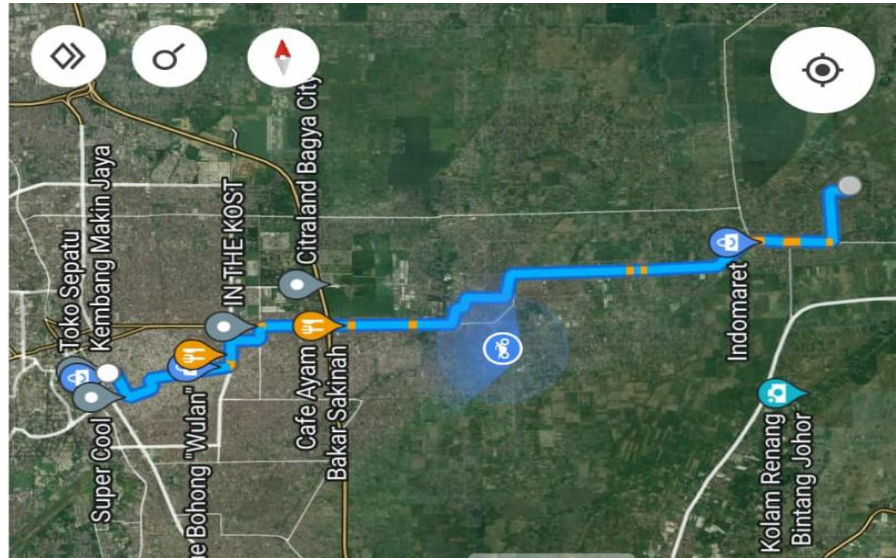 Toko Sepatu
Kembang Makin Jaya
Super Cool
ne Bohong "Wulan"
IN THE KOST
Citraland Bagya City
Cafe Ayam
Bakar Sakinah
Indomaret
Kolam Renang
Bintang Johor